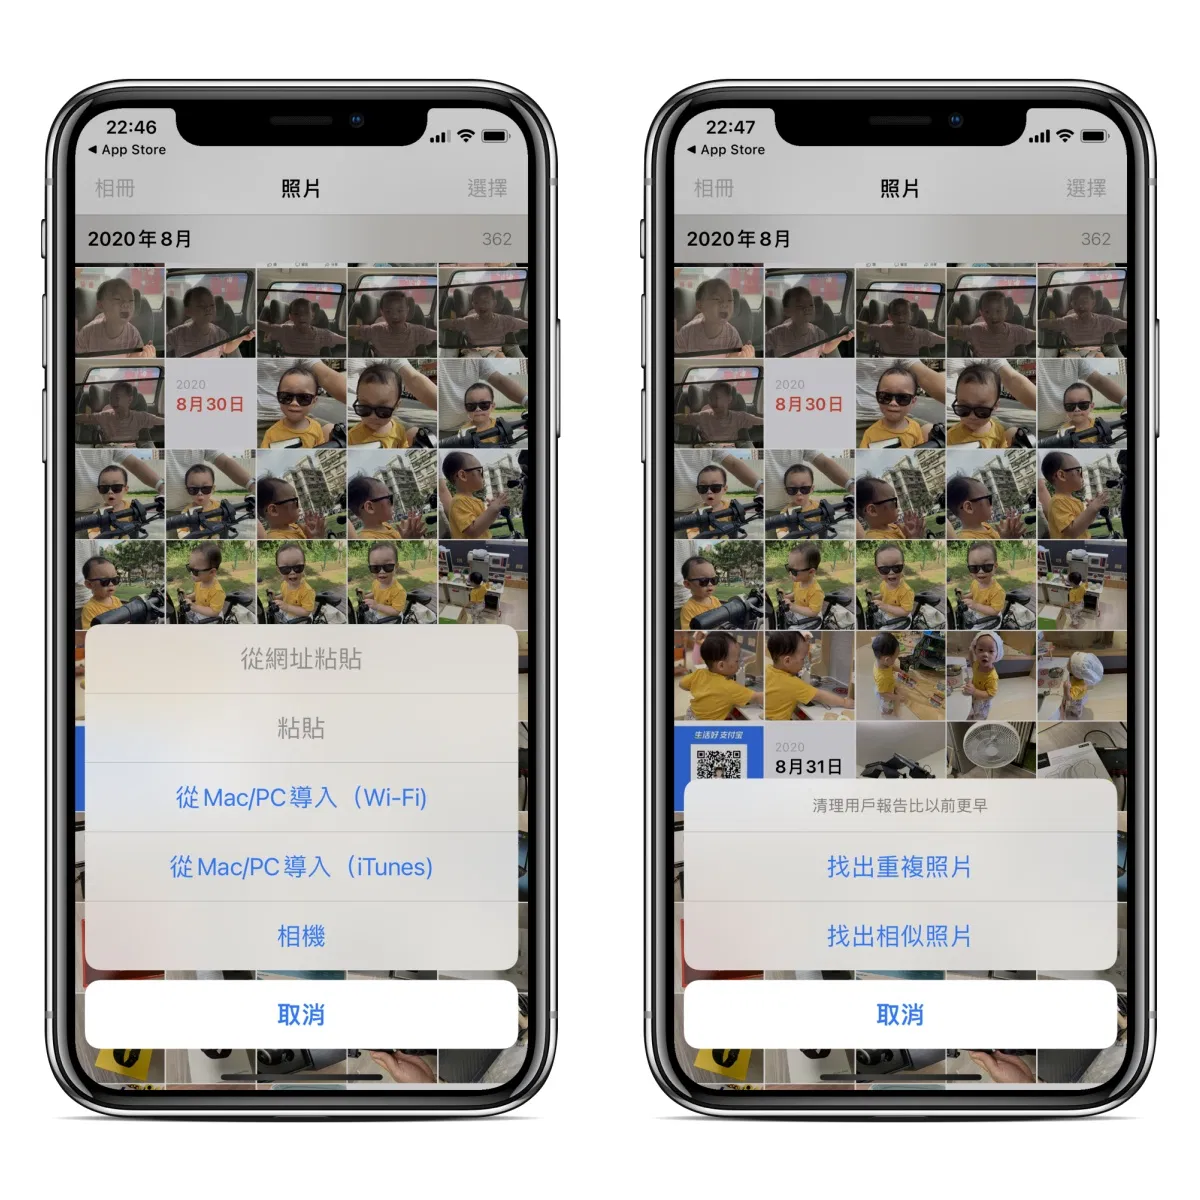 22:46
◀ App Store
相冊
照片
選擇
2020年8月
362
2020
8月30日
從網址粘貼
粘貼
從Mac/PC導入（Wi-Fi)
從Mac/PC導入（iTunes)
相機
取消
22:47
◀ App Store
相冊
照片
選擇
2020年8月
362
2020
8月30日
生活好 支付宝
2020
8月31日
清理用戶報告比以前更早
找出重複照片
找出相似照片
取消